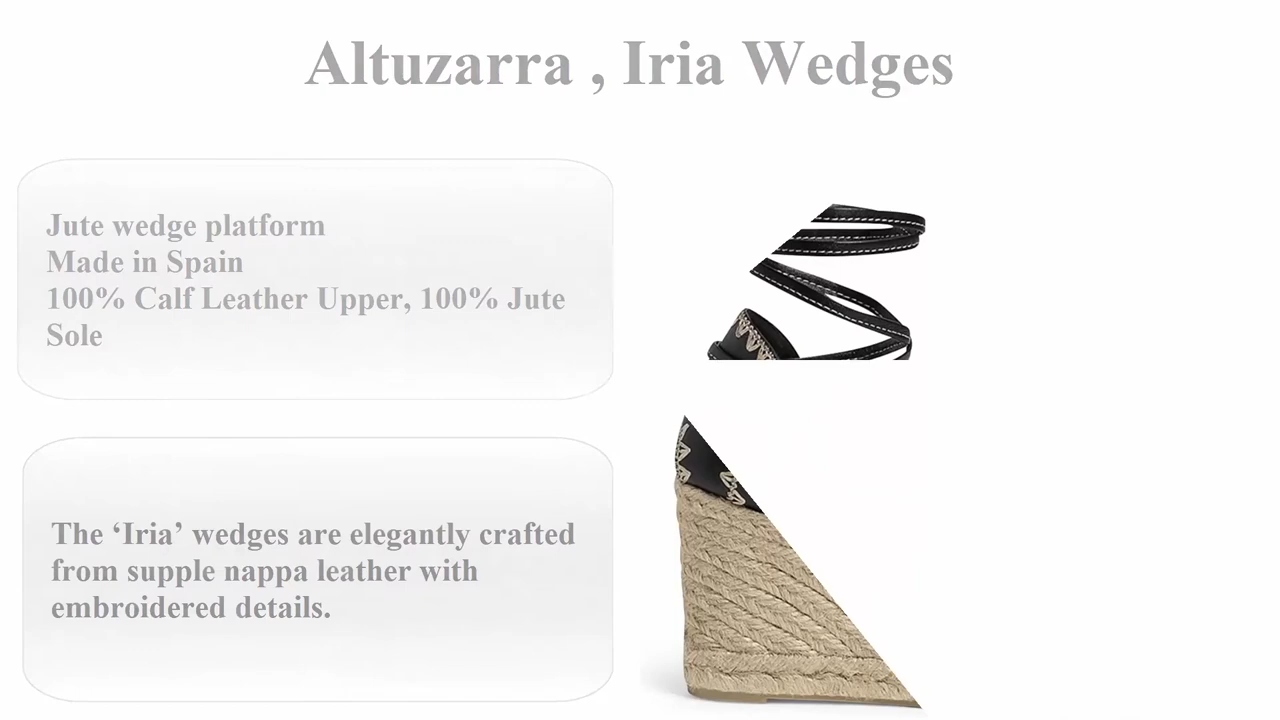 Altuzarra , Iria Wedges
Jute wedge platform
Made in Spain
100% Calf Leather Upper, 100% Jute
Sole
The ‘Iria’ wedges are elegantly crafted
from supple nappa leather with
embroidered details.